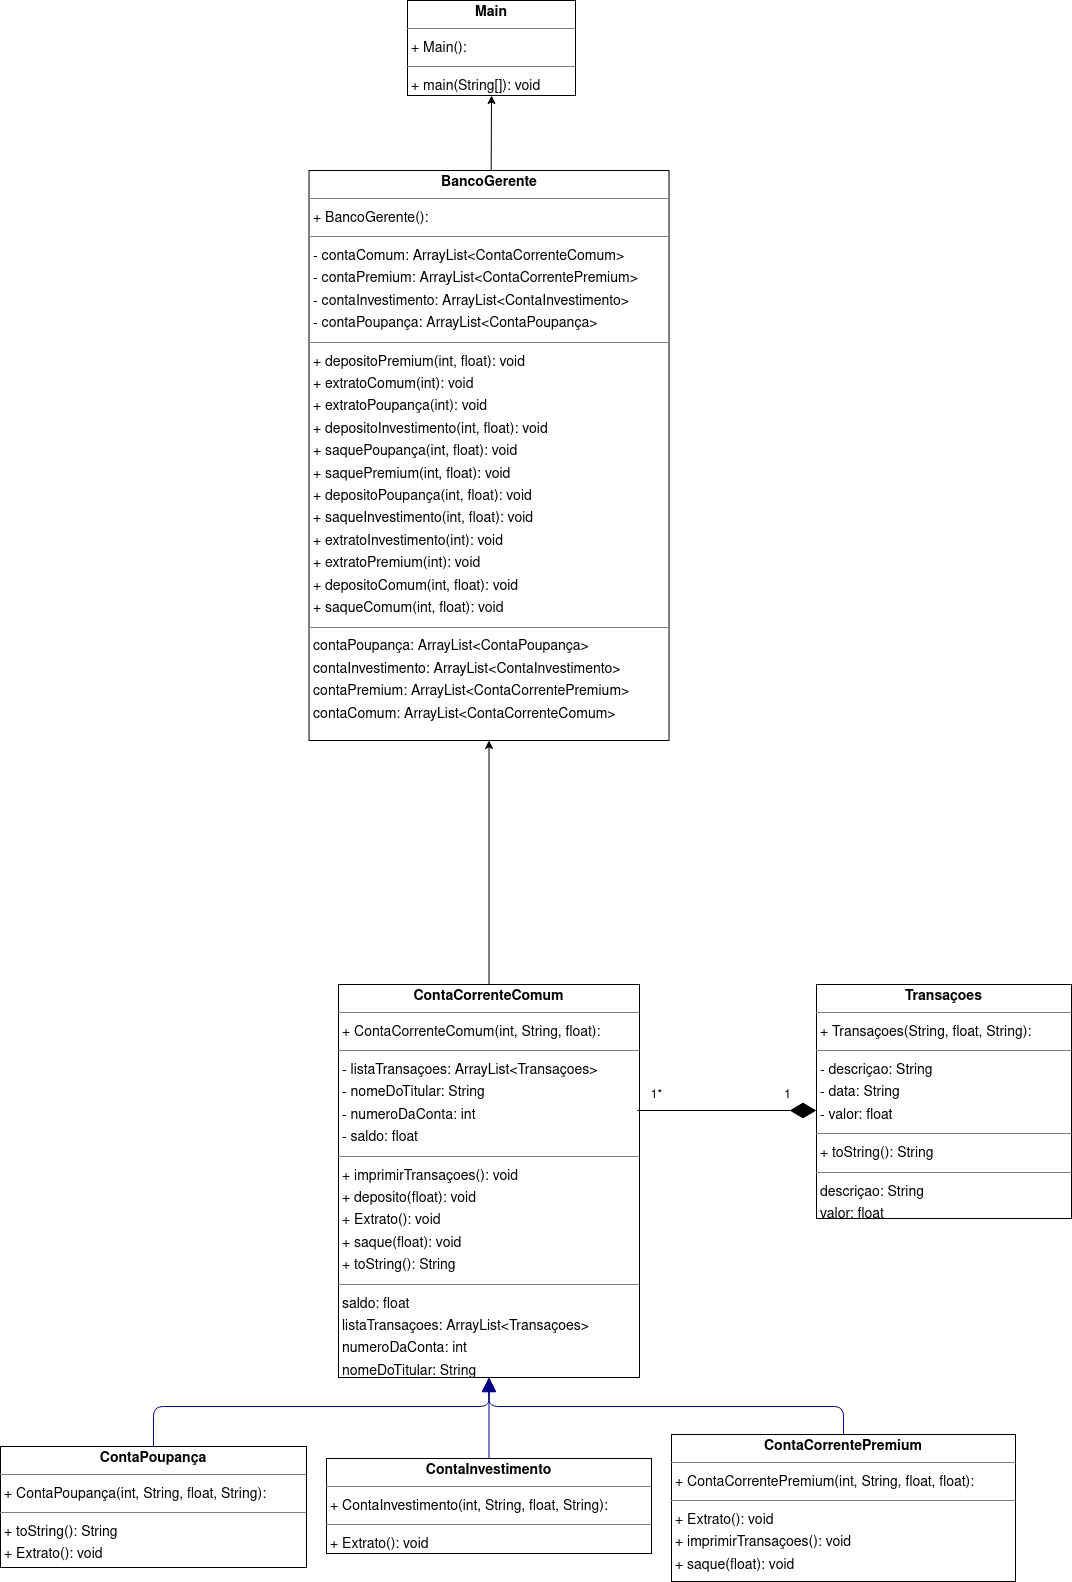 Main
+ Main():
+ main(String[]): void
BancoGerente
+ BancoGerente():
- contaComum: ArrayList<ContaCorrenteComum>
- contaPremium: ArrayList<ContaCorrentePremium>
- contaInvestimento: ArrayList<ContaInvestimento>
- contaPoupança: ArrayList<ContaPoupança>
+ depositoPremium(int, float): void
+ extratoComum(int): void
+ extratoPoupança(int): void
+ depositoInvestimento(int, float): void
+ saquePoupança(int, float): void
+ saquePremium(int, float): void
+ depositoPoupança(int, float): void
+ saqueInvestimento(int, float): void
+ extratoInvestimento(int): void
+ extratoPremium(int): void
+ depositoComum(int, float): void
+ saqueComum(int, float): void
contaPoupança: ArrayList<ContaPoupança>
contaInvestimento: ArrayList<ContaInvestimento>
contaPremium: ArrayList<ContaCorrentePremium>
contaComum: ArrayList<ContaCorrenteComum>
ContaCorrenteComum
+ ContaCorrenteComum(int, String, float):
- listaTransaçoes: ArrayList<Transaçoes>
- nomeDoTitular: String
- numeroDaConta: int
- saldo: float
+ imprimirTransaçoes(): void
+ deposito(float): void
+ Extrato(): void
+ saque(float): void
+ toString(): String
saldo: float
listaTransaçoes: ArrayList<Transaçoes>
numeroDaConta: int
nomeDoTitular: String
1*
1
Transaçoes
+ Transaçoes(String, float, String):
- descriçao: String
- data: String
- valor: float
+ toString(): String
descriçao: String
valor: float
ContaPoupança
+ ContaPoupança(int, String, float, String):
+ toString(): String
+ Extrato(): void
ContaInvestimento
+ ContaInvestimento(int, String, float, String):
+ Extrato(): void
ContaCorrentePremium
+ ContaCorrentePremium(int, String, float, float):
+ Extrato(): void
+ imprimirTransaçoes(): void
+ saque(float): void